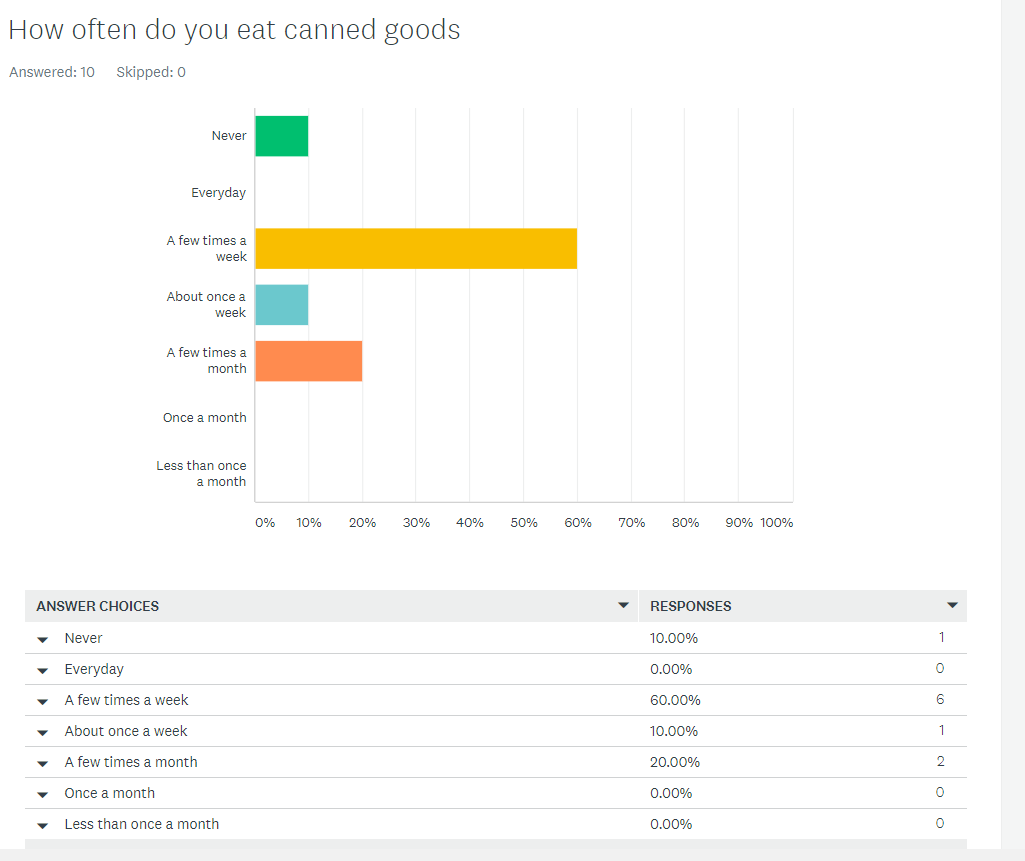 How often do you eat canned goods
Answered: 10 Skipped: 0
Never
Everyday
A few times a
week
About once a
week
A few times a
month
Once a month
Less than once
a month
0% 10% 20% 30% 40% 50% 60% 70% 80% 90% 100%
ANSWER CHOICES RESPONSES
Never 10.00% 1
Everyday 0.00% 0
A few times a week 60.00% 6
About once a week 10.00% 1
A few times a month 20.00% 2
Once a month 0.00% 0
Less than once a month 0.00% 0